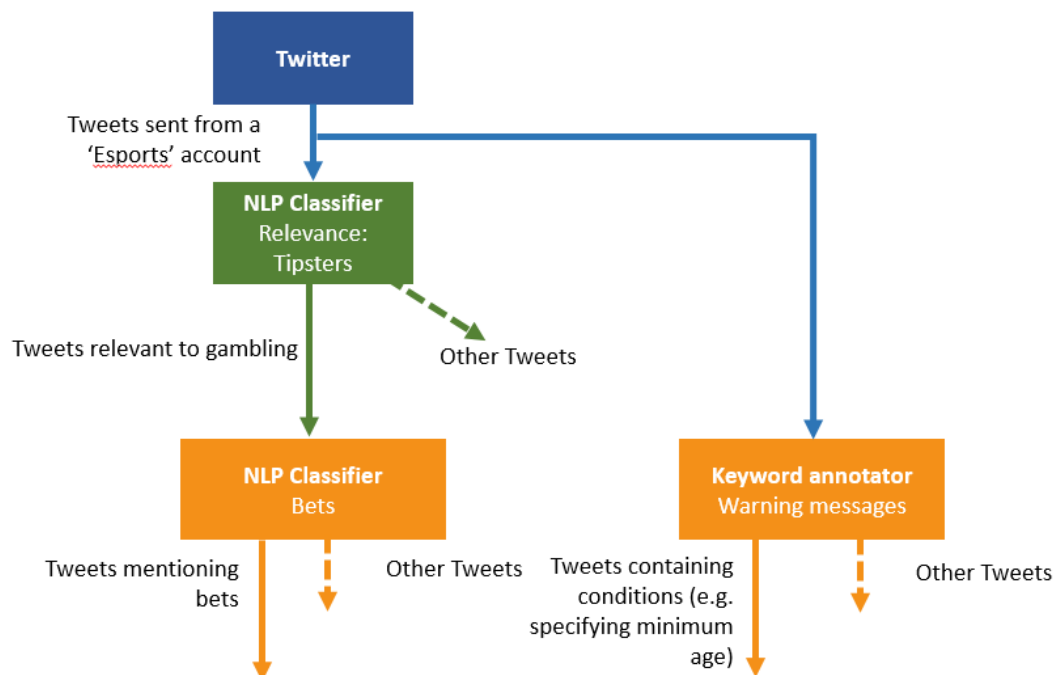 Twitter
Tweets sent from a
‘Esports’ account
NLP Classifier
Relevance:
Tipsters
Tweets relevant to gambling
Other Tweets
NLP Classifier
Bets
Keyword annotator
Warning messages
Tweets mentioning
bets
Other Tweets
Tweets containing
conditions (e.g.
specifying minimum
age)
Other Tweets